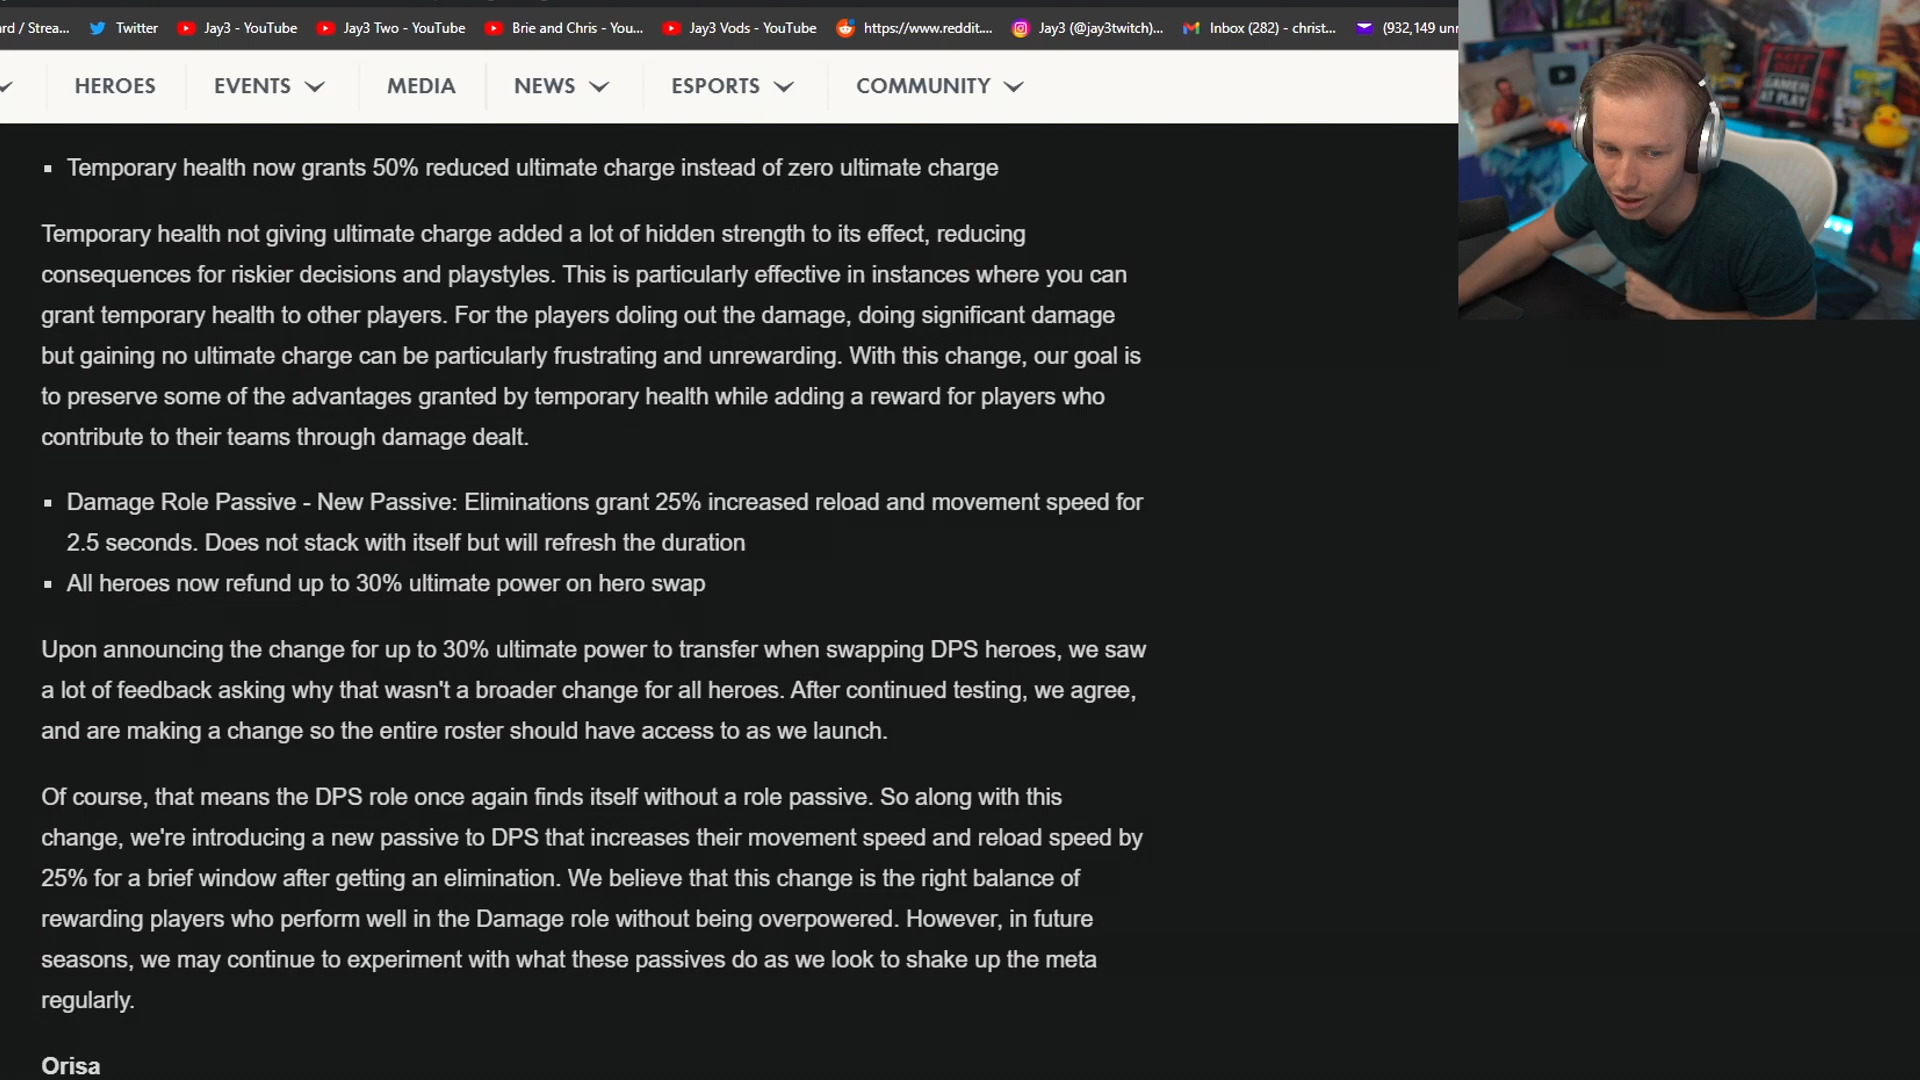 rd / Strea...
Twitter
Jay3 - YouTube
Jay3 Two - YouTube
Brie and Chris - You...
Jay3 Vods - YouTube
https://www.reddit....
Jay3 (@jay3twitch)...
Inbox (282) - christ...
(932,149 unr
HEROES
EVENTS
MEDIA
NEWS
ESPORTS
COMMUNITY
KEEP OUT
GAMER
AT PLAY
▪ Temporary health now grants 50% reduced ultimate charge instead of zero ultimate charge
Temporary health not giving ultimate charge added a lot of hidden strength to its effect, reducing
consequences for riskier decisions and playstyles. This is particularly effective in instances where you can
grant temporary health to other players. For the players doling out the damage, doing significant damage
but gaining no ultimate charge can be particularly frustrating and unrewarding. With this change, our goal is
to preserve some of the advantages granted by temporary health while adding a reward for players who
contribute to their teams through damage dealt.
▪ Damage Role Passive - New Passive: Eliminations grant 25% increased reload and movement speed for
2.5 seconds. Does not stack with itself but will refresh the duration
▪ All heroes now refund up to 30% ultimate power on hero swap
Upon announcing the change for up to 30% ultimate power to transfer when swapping DPS heroes, we saw
a lot of feedback asking why that wasn't a broader change for all heroes. After continued testing, we agree,
and are making a change so the entire roster should have access to as we launch.
Of course, that means the DPS role once again finds itself without a role passive. So along with this
change, we're introducing a new passive to DPS that increases their movement speed and reload speed by
25% for a brief window after getting an elimination. We believe that this change is the right balance of
rewarding players who perform well in the Damage role without being overpowered. However, in future
seasons, we may continue to experiment with what these passives do as we look to shake up the meta
regularly.
Orisa